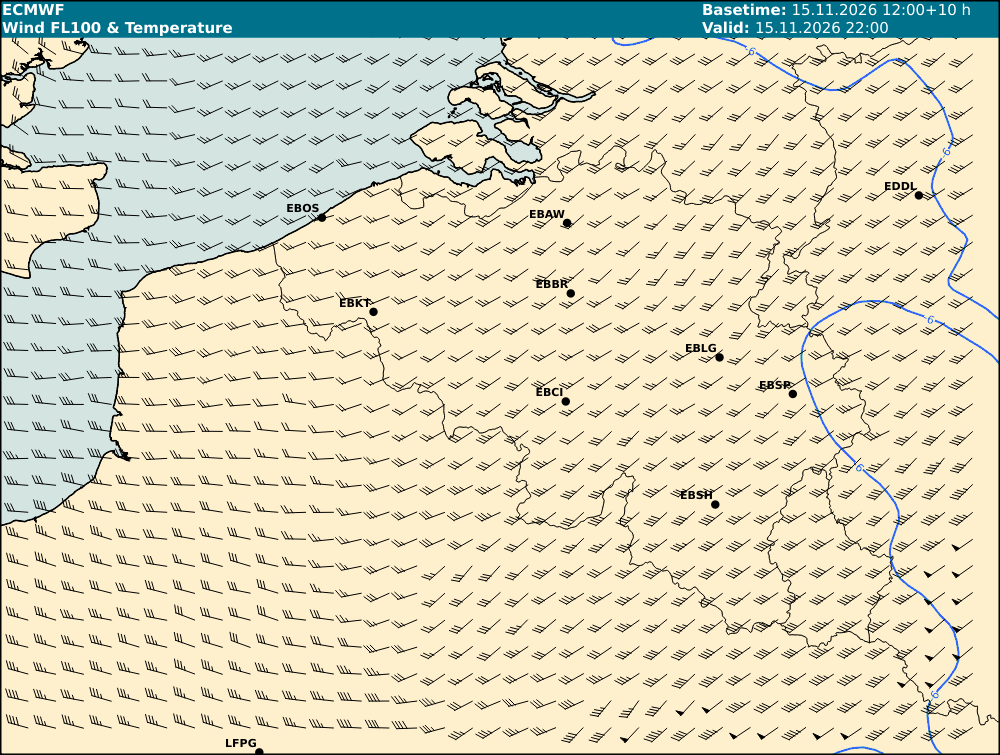 ECMWF
Basetime: 15.11.2026 12:00+10 h
Wind FL100 & Temperature
Valid: 15.11.2026 22:00
-6
-6
EDDL
EBOS
EBAW
EBBR
EBKT
-6
EBLG
EBSP
EBCI
-6
EBSH
-6
LFPG